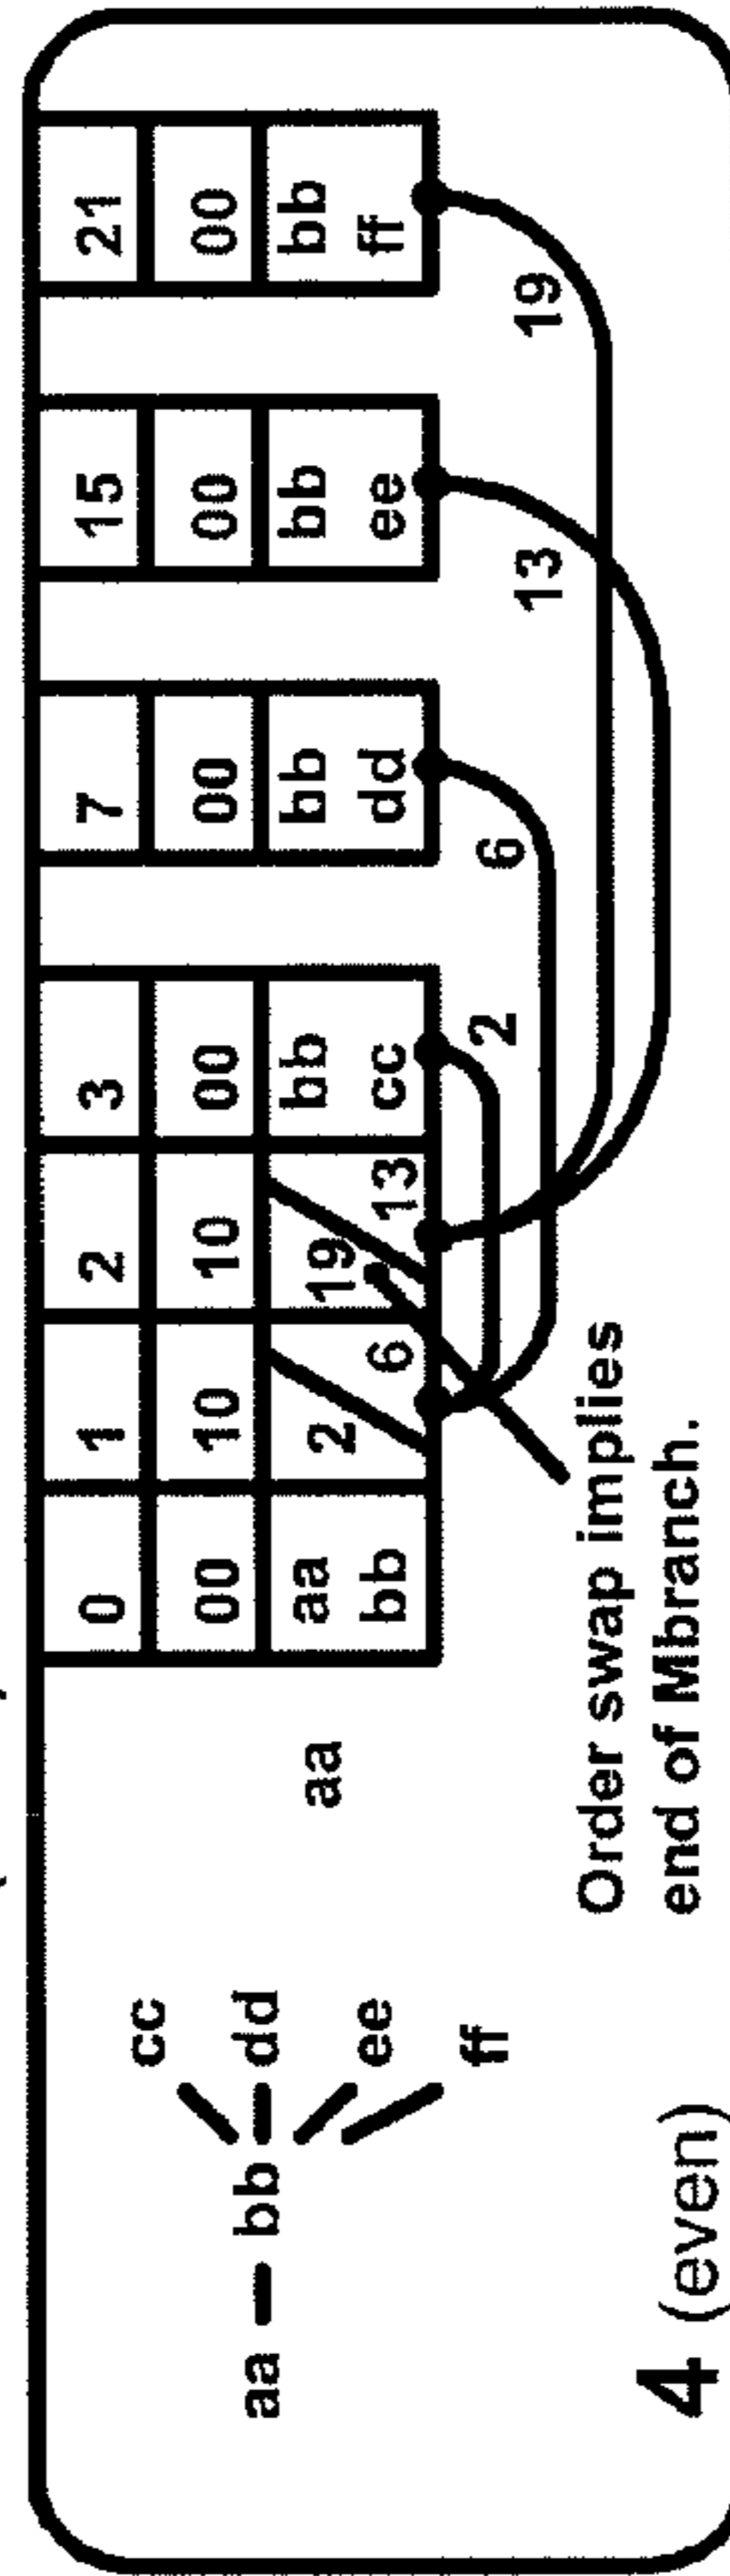 0 1 2 3 7 15 21
00 10 10 00 00 00 00
aa 2 19 bb bb bb bb
bb 6 13 cc dd ee ff
cc
aa bb dd
ee
ff
aa
2 6 13 19
Order swap implies
end of Mbranch.
4 (even)